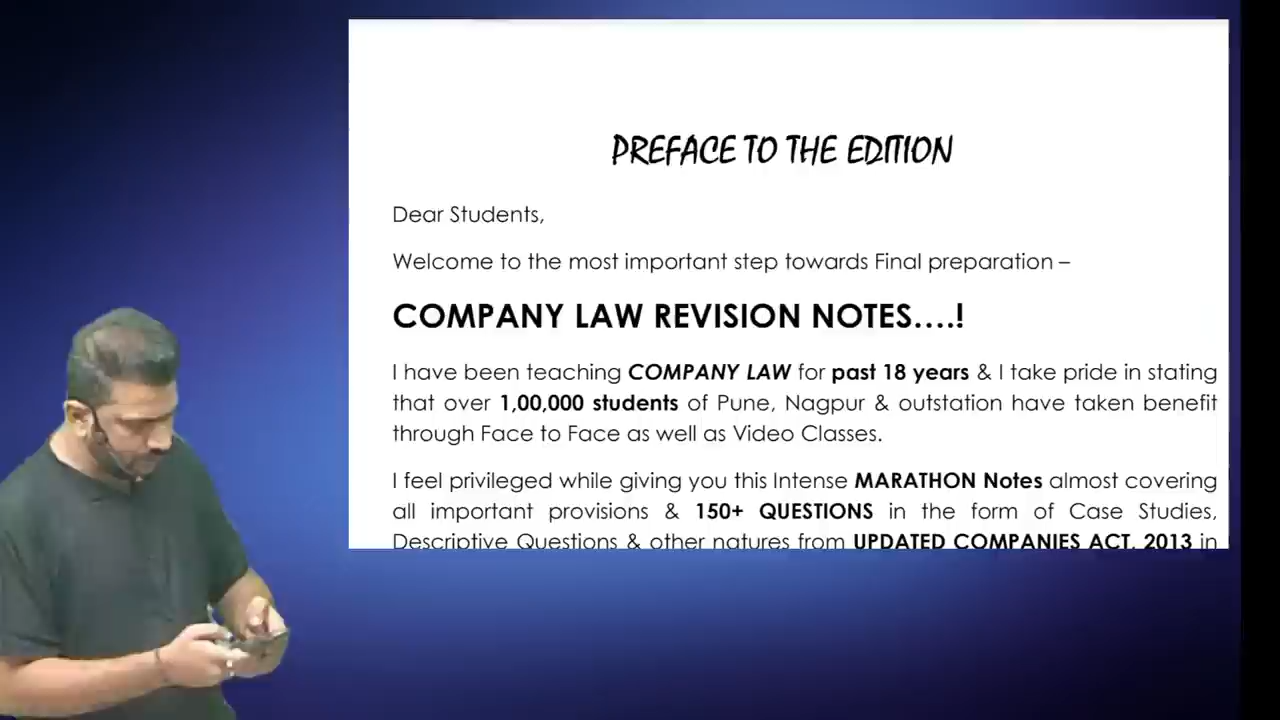 PREFACE TO THE EDITION
Dear Students,
Welcome to the most important step towards Final preparation –
COMPANY LAW REVISION NOTES....!
I have been teaching COMPANY LAW for past 18 years & I take pride in stating
that over 1,00,000 students of Pune, Nagpur & outstation have taken benefit
through Face to Face as well as Video Classes.
I feel privileged while giving you this Intense MARATHON Notes almost covering
all important provisions & 150+ QUESTIONS in the form of Case Studies,
Descriptive Questions & other natures from UPDATED COMPANIES ACT, 2013 in